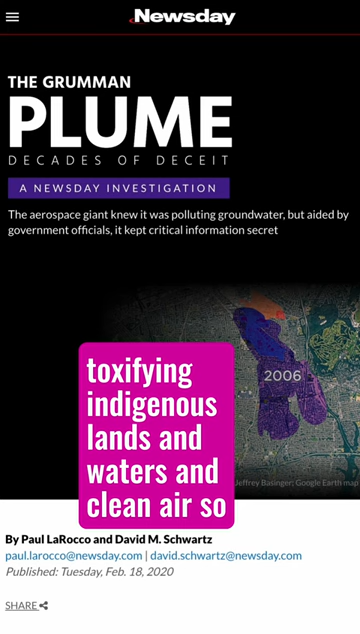 Newsday
THE GRUMMAN
PLUME
DECADES OF DECEIT
A NEWSDAY INVESTIGATION
The aerospace giant knew it was polluting groundwater, but aided by
government officials, it kept critical information secret
2006
toxifying
indigenous
lands and
waters and
clean air so
Jeffrey Basinger; Google Earth map
By Paul LaRocco and David M. Schwartz
paul.larocco@newsday.com | david.schwartz@newsday.com
Published: Tuesday, Feb. 18, 2020
SHARE